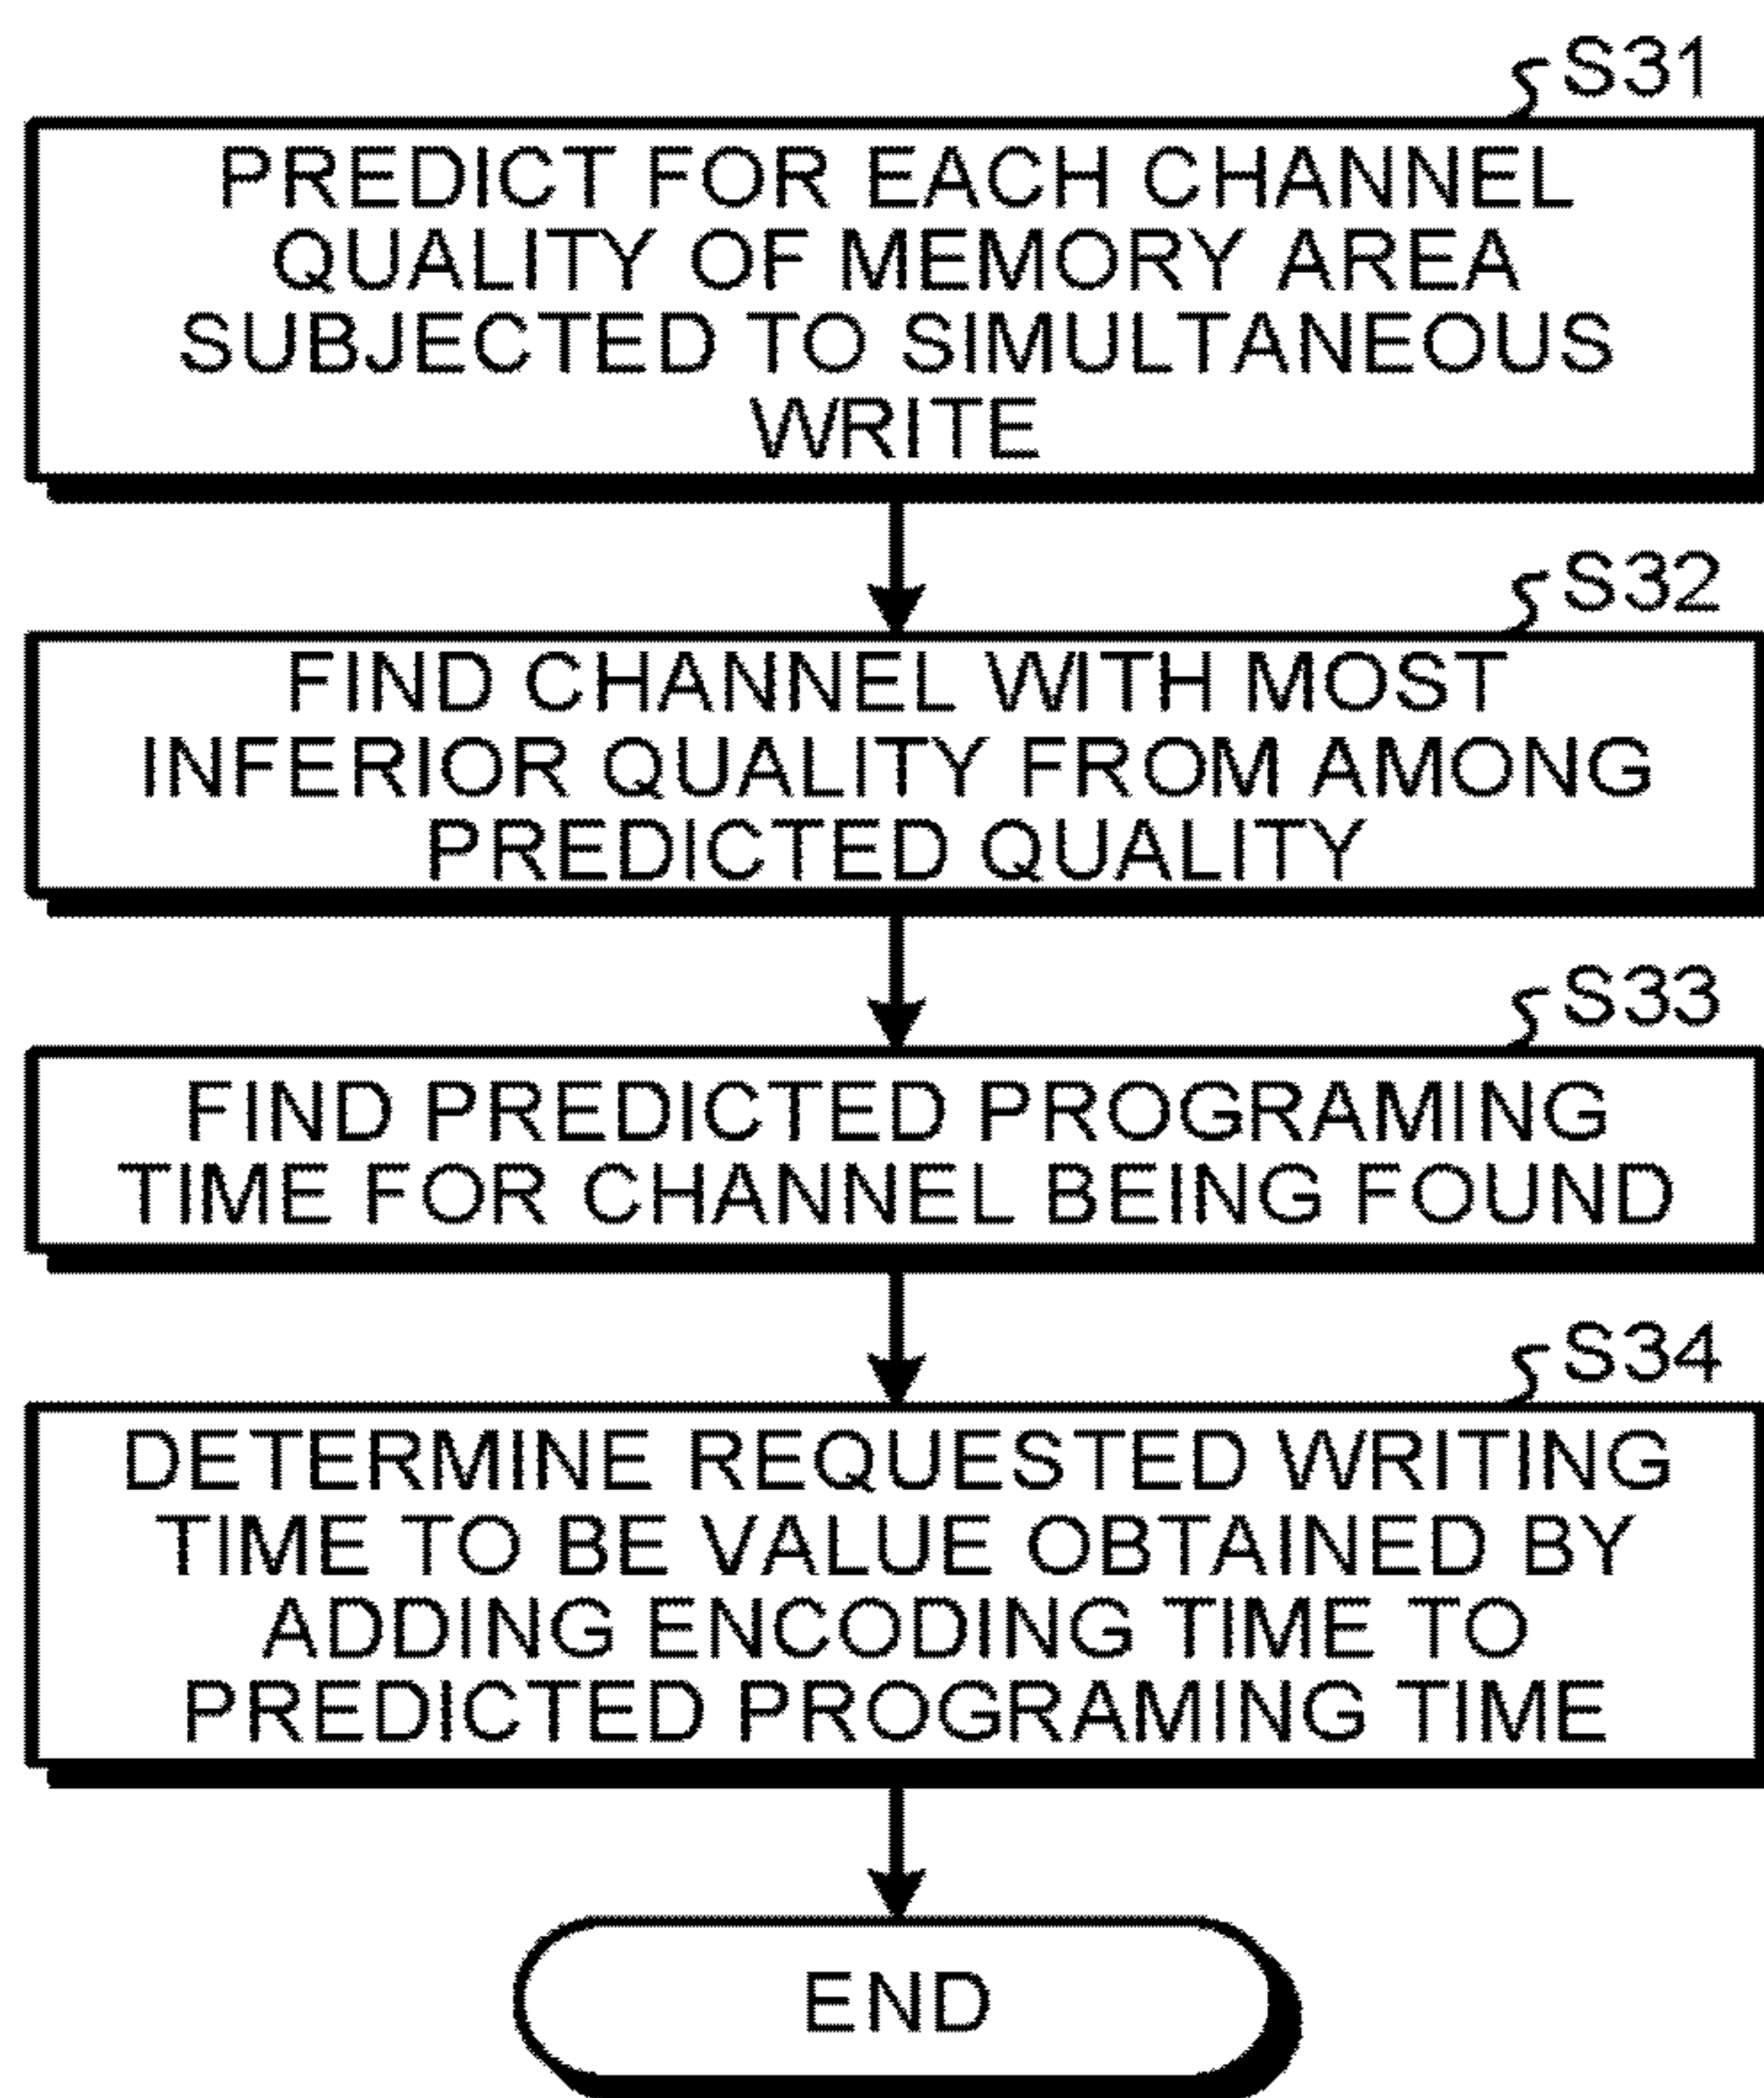 S31
PREDICT FOR EACH CHANNEL
QUALITY OF MEMORY AREA
SUBJECTED TO SIMULTANEOUS
WRITE
S32
FIND CHANNEL WITH MOST
INFERIOR QUALITY FROM AMONG
PREDICTED QUALITY
S33
FIND PREDICTED PROGRAMING
TIME FOR CHANNEL BEING FOUND
S34
DETERMINE REQUESTED WRITING
TIME TO BE VALUE OBTAINED BY
ADDING ENCODING TIME TO
PREDICTED PROGRAMING TIME
END